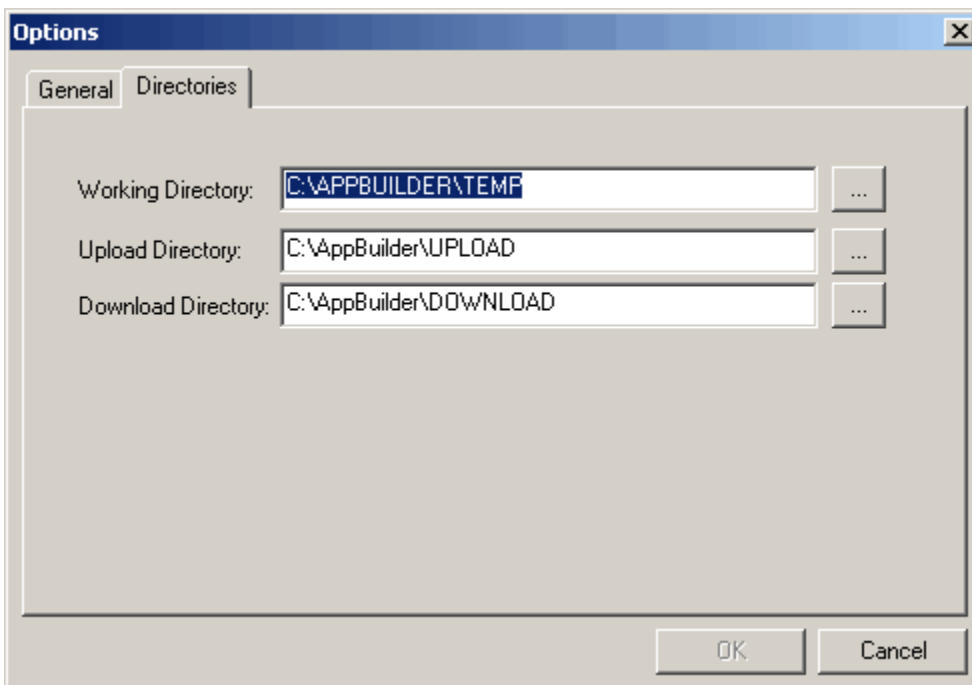 Options
General Directories
Working Directory: C:\APPBUILDER\TEMP ...
Upload Directory: C:\AppBuilder\UPLOAD ...
Download Directory: C:\AppBuilder\DOWNLOAD ...
OK Cancel